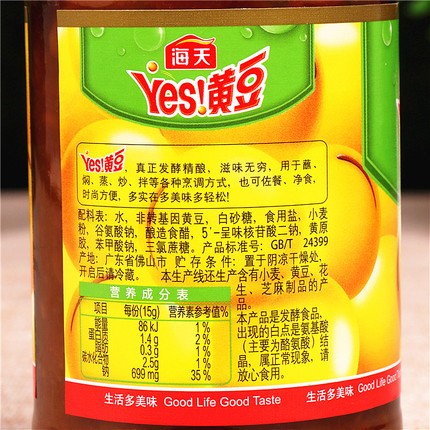 海天
Yes!黄豆
Yes!黄豆，真正发酵精酿，滋味无穷，用于蘸、
焖、蒸、炒、拌等各种烹调方式，也可佐餐、净食，
时尚方便，多实在多美味多轻松！
配料表：水，非转基因黄豆，白砂糖，食用盐，小麦
粉，谷氨酸钠，酿造食醋，5'-呈味核苷酸二钠，黄原
胶，苯甲酸钠，三氯蔗糖。产品标准号：GB/T 24399
产地：广东省佛山市 贮存条件：置于阴凉干燥处，
开启后请冷藏。 本生产线还生产含有小麦、黄豆、花
生、芝麻制品的产品。
营养成分表
项目 每份(15g) 营养素参考值%
能量 86 kJ 1%
蛋白质 1.4 g 2%
脂肪 0.3 g 1%
碳水化合物 2.5g 1%
钠 699 mg 35%
本产品是发酵食品，
出现的白点是氨基酸
（主要为酪氨酸）结
晶，属正常现象，请
放心食用。
生活多美味 Good Life Good Taste
生活多美味